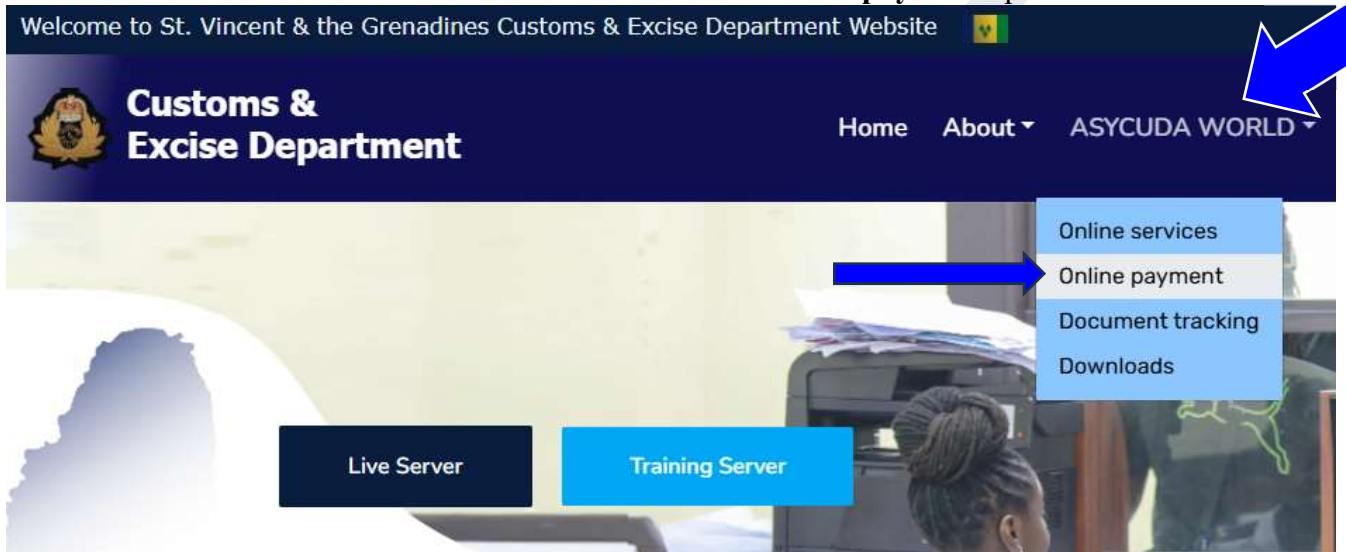 Welcome to St. Vincent & the Grenadines Customs & Excise Department Website
Customs &
Excise Department
Home About ASYCUDA WORLD
Online services
Online payment
Document tracking
Downloads
Live Server Training Server